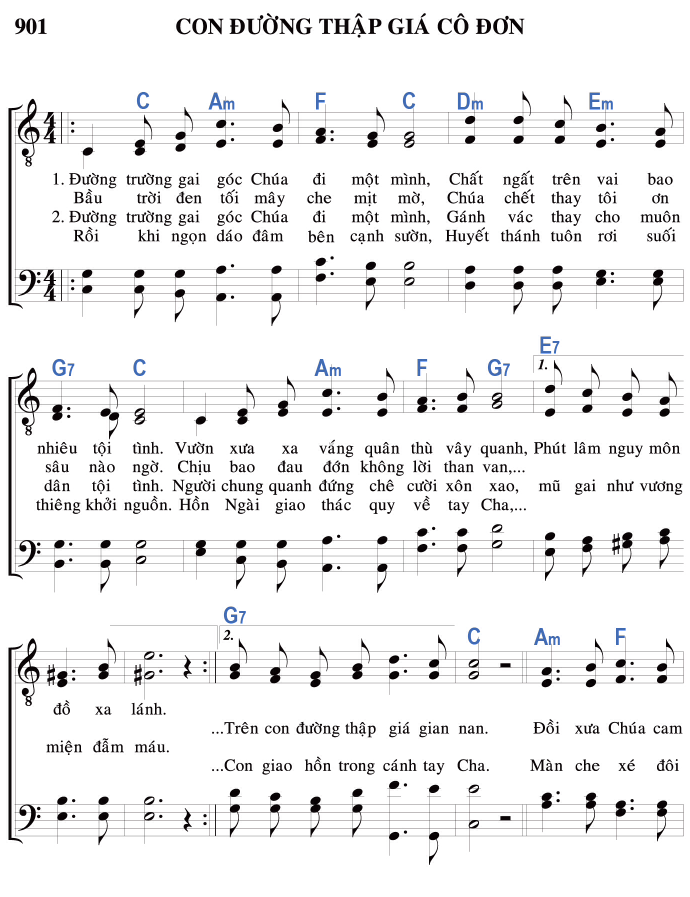 901 CON ĐƯỜNG THẬP GIÁ CÔ ĐƠN
C Am F C Dm Em
1. Đường trường gai góc Chúa đi một mình, Chất ngất trên vai bao
Bầu trời đen tối mây che mịt mờ, Chúa chết thay tôi ơn
2. Đường trường gai góc Chúa đi một mình, Gánh vác thay cho muôn
Rồi khi ngọn dáo đâm bên cạnh sườn, Huyết thánh tuôn rơi suối
G7 C Am F G7 E7
1.
nhiêu tội tình. Vườn xưa xa váng quân thù vây quanh, Phút lâm nguy môn
sâu nào ngờ. Chịu bao đau đớn không lời than van,...
dân tội tình. Người chung quanh đứng chê cười xôn xao, mũ gai như vương
thiêng khởi nguồn. Hồn Ngài giao thác quy về tay Cha,...
G7 C Am F
2.
đồ xa lánh.
...Trên con đường thập giá gian nan. Đồi xưa Chúa cam
miện đẫm máu.
...Con giao hồn trong cánh tay Cha. Màn che xé đôi